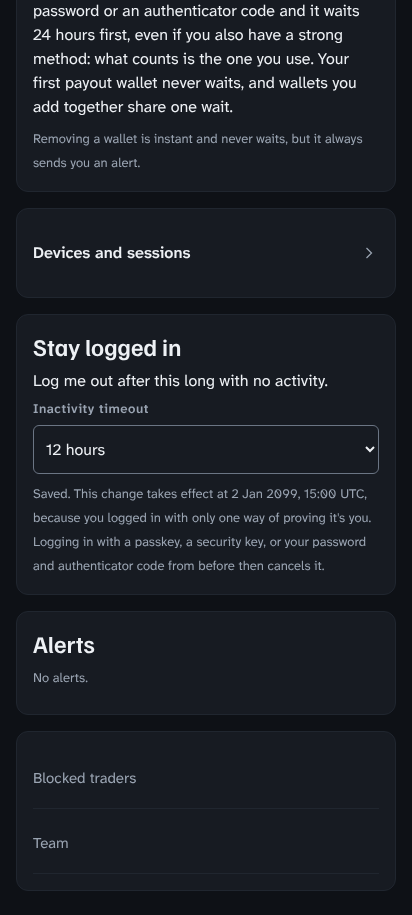 password or an authenticator code and it waits
24 hours first, even if you also have a strong
method: what counts is the one you use. Your
first payout wallet never waits, and wallets you
add together share one wait.
Removing a wallet is instant and never waits, but it always
sends you an alert.
Devices and sessions
Stay logged in
Log me out after this long with no activity.
Inactivity timeout
12 hours
Saved. This change takes effect at 2 Jan 2099, 15:00 UTC,
because you logged in with only one way of proving it's you.
Logging in with a passkey, a security key, or your password
and authenticator code from before then cancels it.
Alerts
No alerts.
Blocked traders
Team